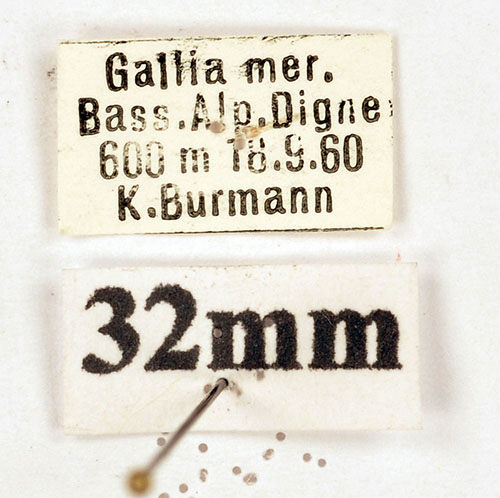 Gallia mer.
Bass.Alp.Digne
600 m 18.9.60
K.Burmann
32mm